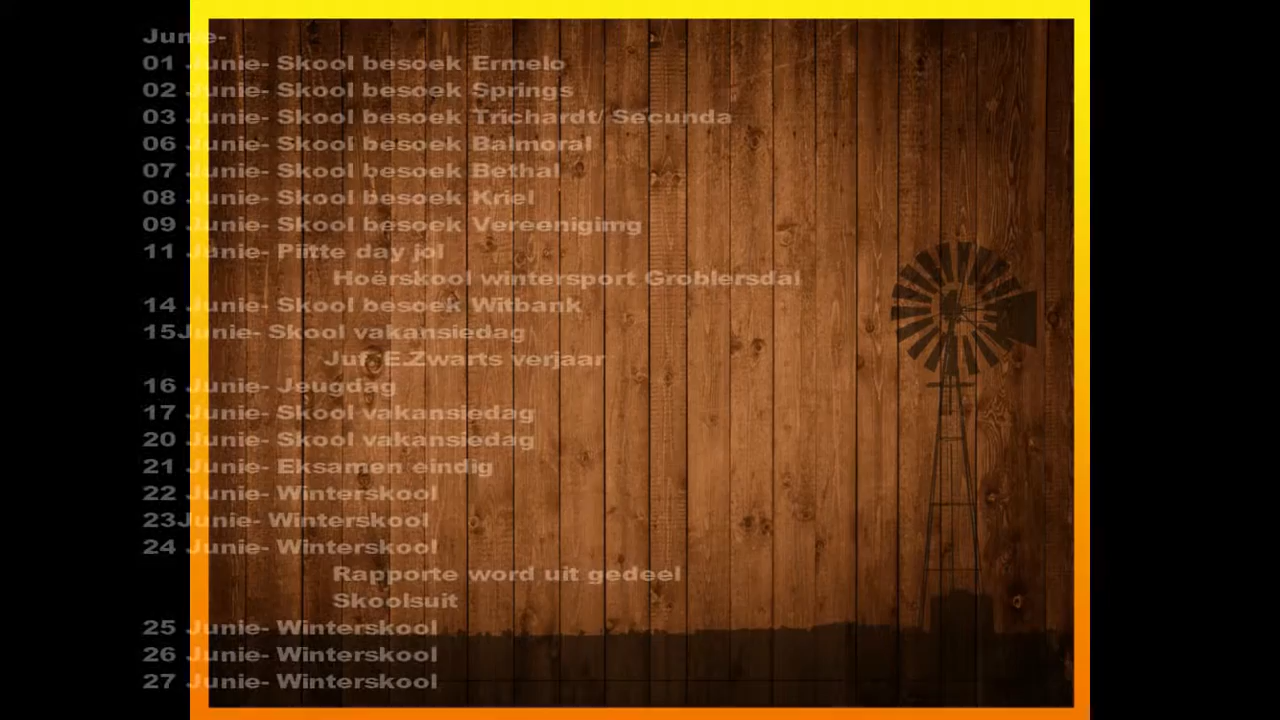 Junie-
01 Junie- Skool besoek Ermelo
02 Junie- Skool besoek Springs
03 Junie- Skool besoek Trichardt/ Secunda
06 Junie- Skool besoek Balmoral
07 Junie- Skool besoek Bethal
08 Junie- Skool besoek Kriel
09 Junie- Skool besoek Vereenigimg
11 Junie- Piitte day jol
Hoërskool wintersport Groblersdal
14 Junie- Skool besoek Witbank
15Junie- Skool vakansiedag
Juf E.Zwarts verjaar
16 Junie- Jeugdag
17 Junie- Skool vakansiedag
20 Junie- Skool vakansiedag
21 Junie- Eksamen eindig
22 Junie- Winterskool
23Junie- Winterskool
24 Junie- Winterskool
Rapporte word uit gedeel
Skoolsuit
25 Junie- Winterskool
26 Junie- Winterskool
27 Junie- Winterskool